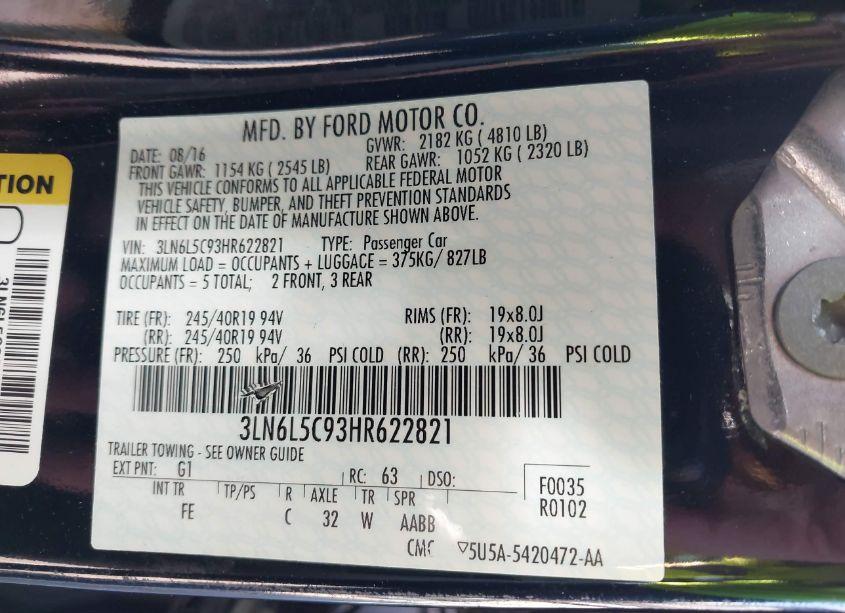 TION
3LN6L5C9
MFD. BY FORD MOTOR CO.
DATE: 08/16 GVWR: 2182 KG ( 4810 LB)
FRONT GAWR: 1154 KG ( 2545 LB) REAR GAWR: 1052 KG ( 2320 LB)
THIS VEHICLE CONFORMS TO ALL APPLICABLE FEDERAL MOTOR
VEHICLE SAFETY, BUMPER, AND THEFT PREVENTION STANDARDS
IN EFFECT ON THE DATE OF MANUFACTURE SHOWN ABOVE.
VIN: 3LN6L5C93HR622821 TYPE: Passenger Car
MAXIMUM LOAD = OCCUPANTS + LUGGAGE = 375KG/ 827LB
OCCUPANTS = 5 TOTAL; 2 FRONT, 3 REAR
TIRE (FR): 245/40R19 94V RIMS (FR): 19x8.0J
(RR): 245/40R19 94V (RR): 19x8.0J
PRESSURE (FR): 250 kPa/ 36 PSI COLD (RR): 250 kPa/ 36 PSI COLD
3LN6L5C93HR622821
TRAILER TOWING - SEE OWNER GUIDE
EXT PNT: G1 RC: 63 DSO:
INT TR TP/PS R AXLE TR SPR F0035
FE C 32 W AABB R0102
CMC ▽5U5A-5420472-AA